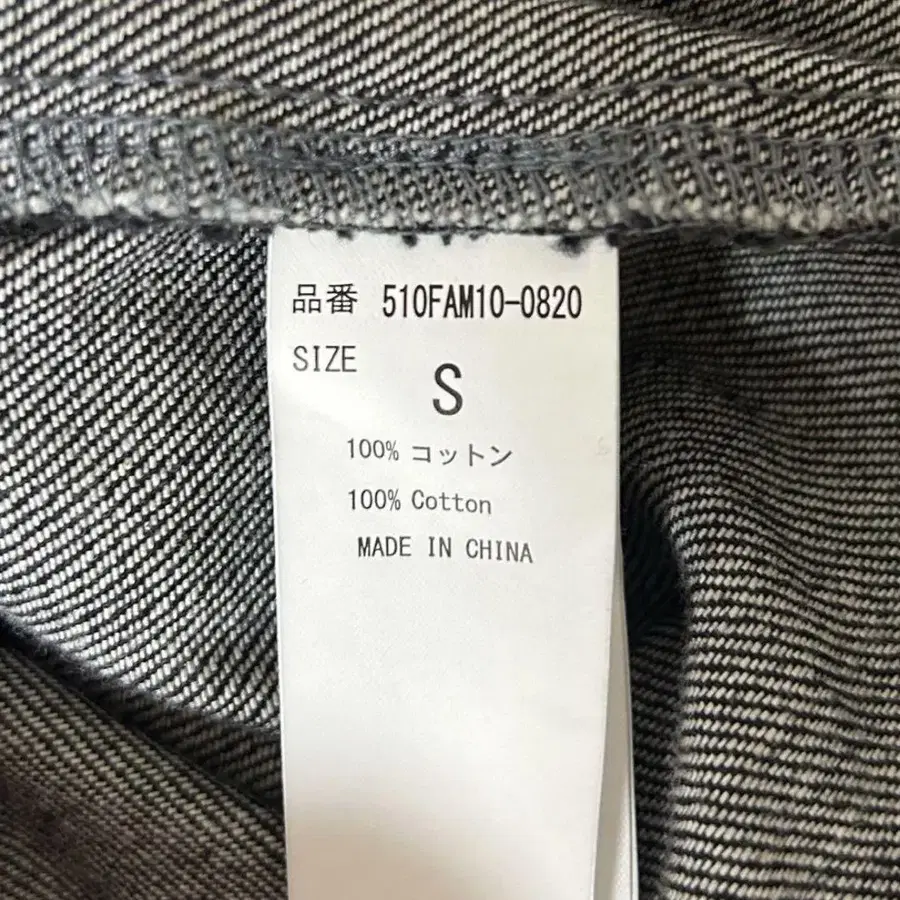 品番 510FAM10-0820
SIZE
S
100% コットン
100% Cotton
MADE IN CHINA